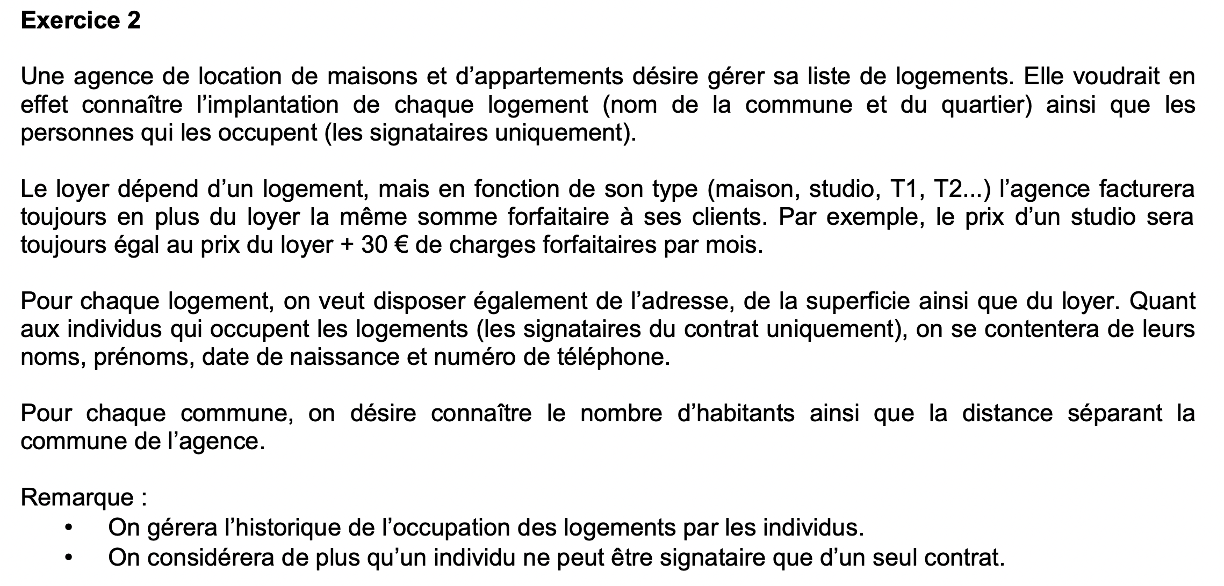 Exercice 2
Une agence de location de maisons et d’appartements désire gérer sa liste de logements. Elle voudrait en
effet connaître l’implantation de chaque logement (nom de la commune et du quartier) ainsi que les
personnes qui les occupent (les signataires uniquement).
Le loyer dépend d’un logement, mais en fonction de son type (maison, studio, T1, T2...) l’agence facturera
toujours en plus du loyer la même somme forfaitaire à ses clients. Par exemple, le prix d’un studio sera
toujours égal au prix du loyer + 30 € de charges forfaitaires par mois.
Pour chaque logement, on veut disposer également de l’adresse, de la superficie ainsi que du loyer. Quant
aux individus qui occupent les logements (les signataires du contrat uniquement), on se contentera de leurs
noms, prénoms, date de naissance et numéro de téléphone.
Pour chaque commune, on désire connaître le nombre d’habitants ainsi que la distance séparant la
commune de l’agence.
Remarque :
• On gérera l’historique de l’occupation des logements par les individus.
• On considérera de plus qu’un individu ne peut être signataire que d’un seul contrat.